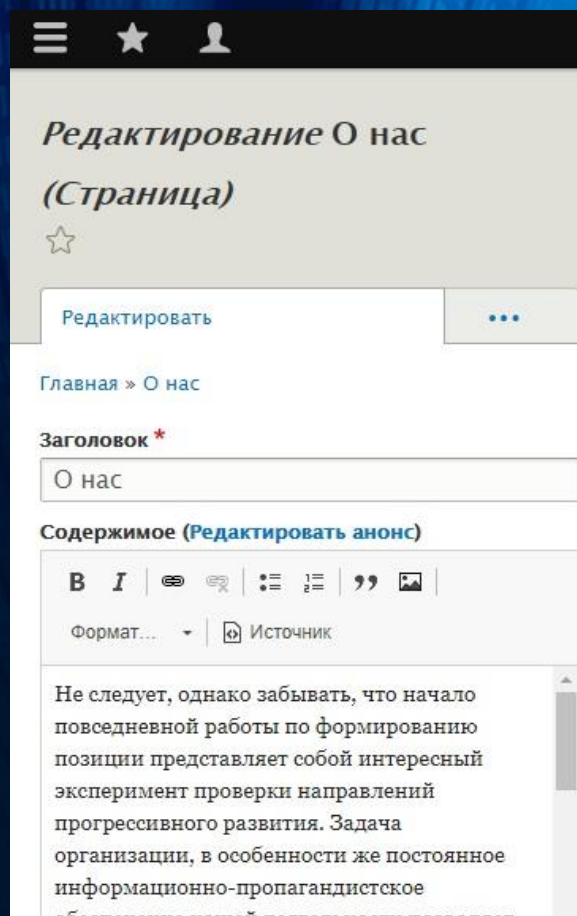 Редактирование О нас
(Страница)
Редактировать
Главная » О нас
Заголовок *
О нас
Содержимое (Редактировать анонс)
B I
Формат... Источник
Не следует, однако забывать, что начало
повседневной работы по формированию
позиции представляет собой интересный
эксперимент проверки направлений
прогрессивного развития. Задача
организации, в особенности же постоянное
информационно-пропагандистское